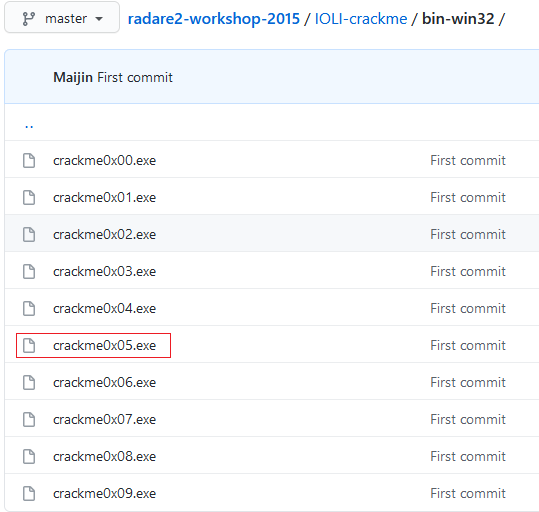 master radare2-workshop-2015 / IOLI-crackme / bin-win32 /
Maijin First commit
..
crackme0x00.exe First commit
crackme0x01.exe First commit
crackme0x02.exe First commit
crackme0x03.exe First commit
crackme0x04.exe First commit
crackme0x05.exe First commit
crackme0x06.exe First commit
crackme0x07.exe First commit
crackme0x08.exe First commit
crackme0x09.exe First commit